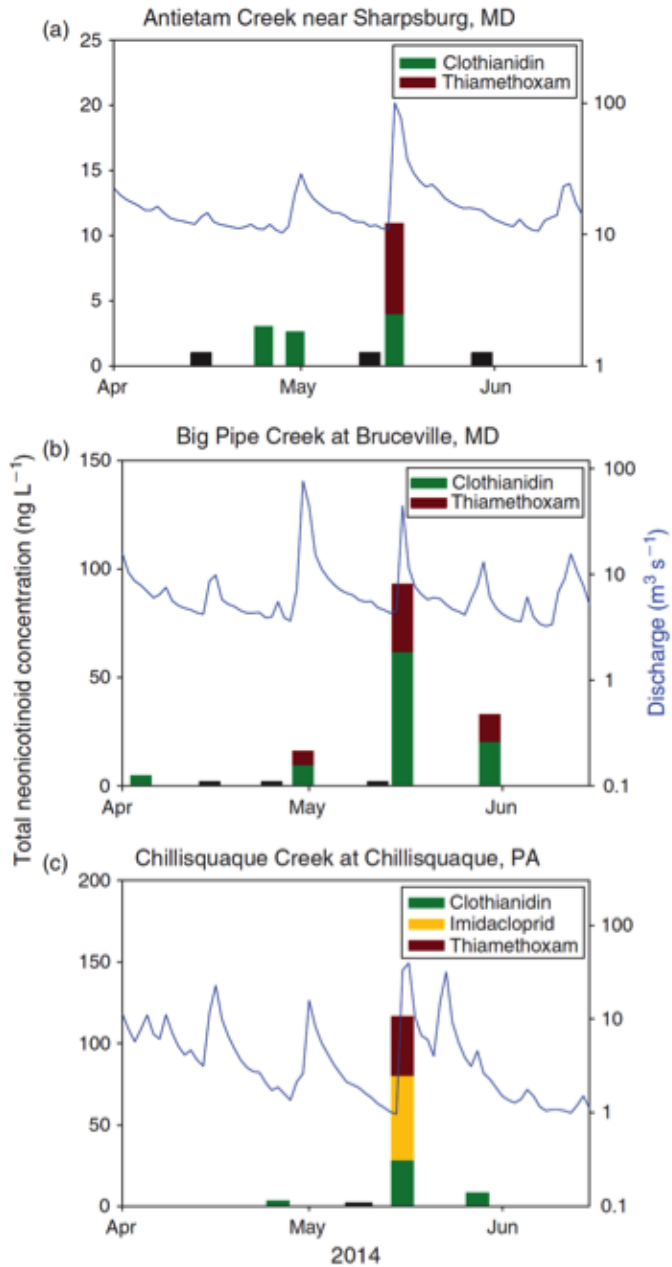 Antietam Creek near Sharpsburg, MD
(a)
25
20
15
10
5
0
Clothianidin
Thiamethoxam
100
10
1
Apr
May
Jun
Big Pipe Creek at Bruceville, MD
(b)
150
100
50
0
Clothianidin
Thiamethoxam
100
10
1
0.1
Apr
May
Jun
Total neonicotinoid concentration (ng L⁻¹)
Discharge (m³ s⁻¹)
Chillisquaque Creek at Chillisquaque, PA
(c)
200
150
100
50
0
Clothianidin
Imidacloprid
Thiamethoxam
100
10
1
0.1
Apr
May
Jun
2014